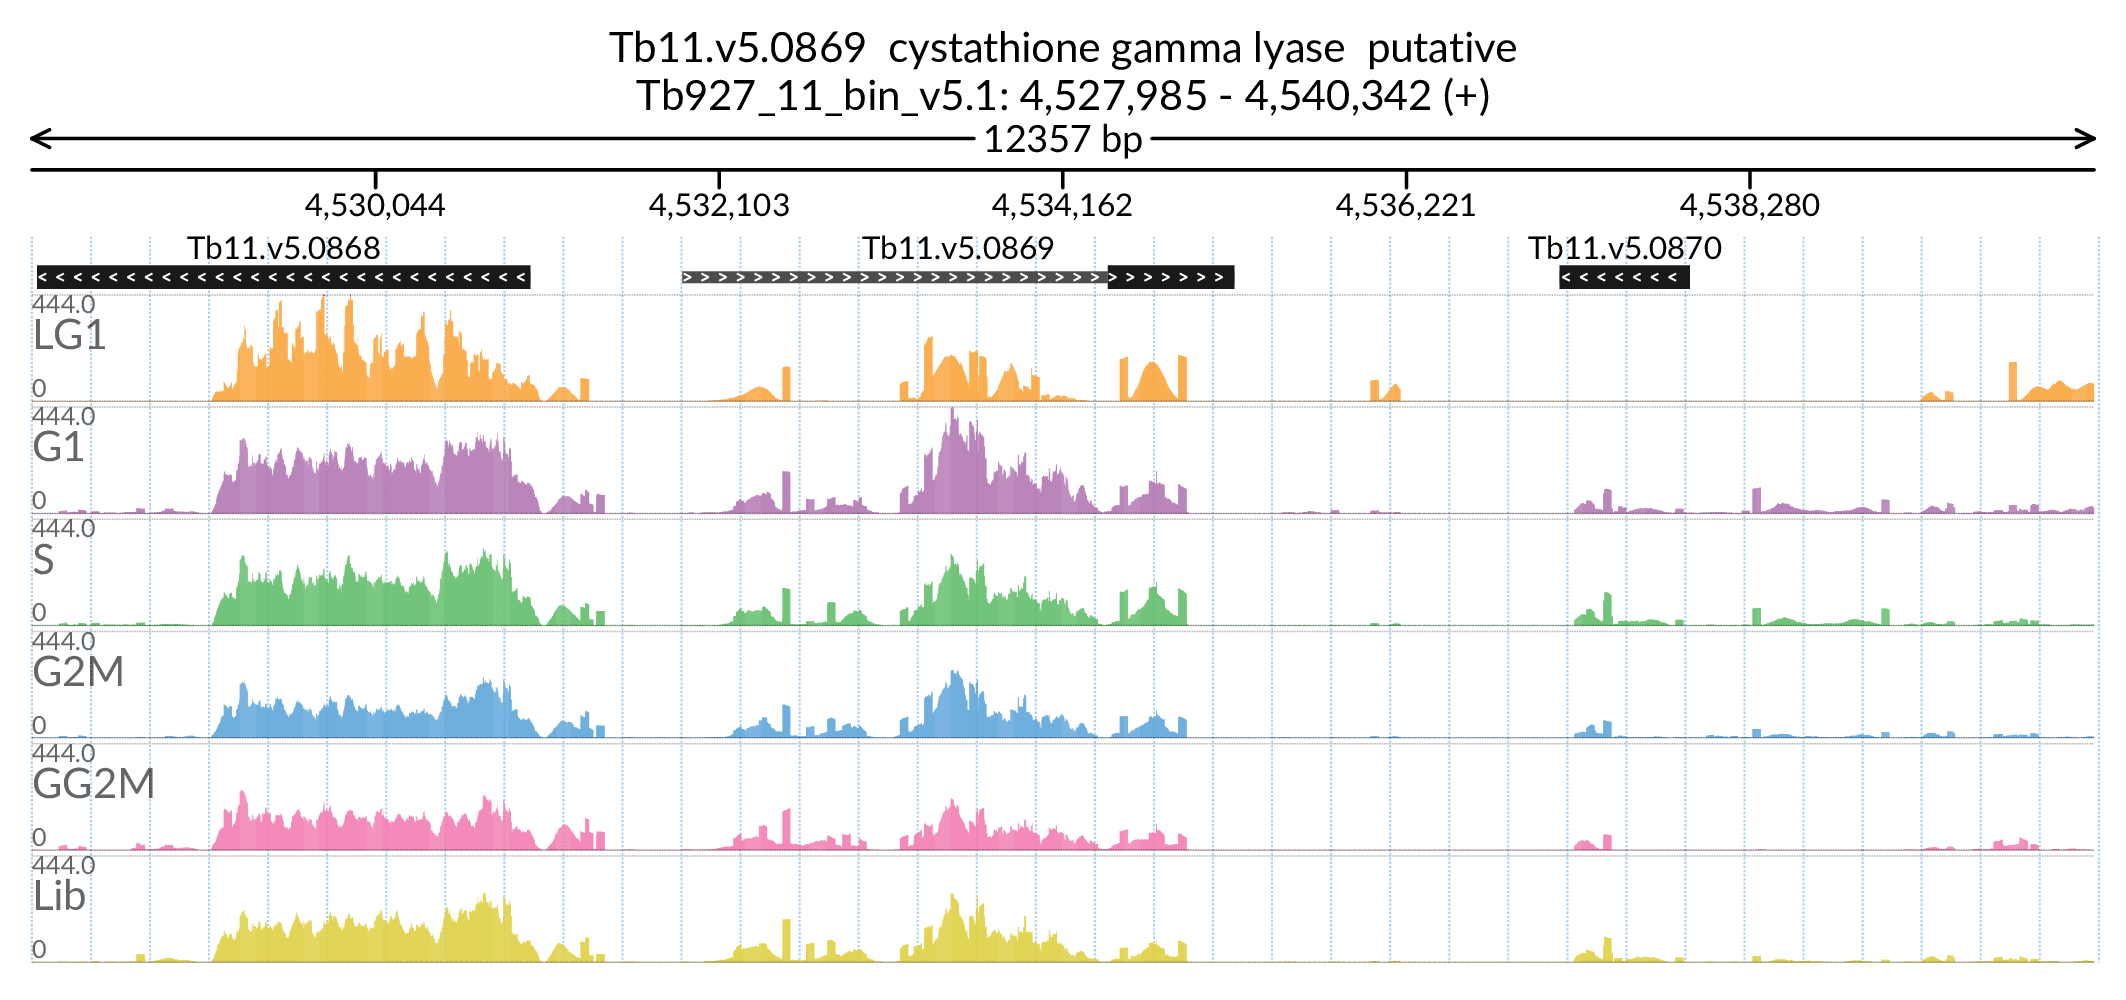 Tb11.v5.0869 cystathione gamma lyase putative
Tb927_11_bin_v5.1: 4,527,985 - 4,540,342 (+)
12357 bp
4,530,044 4,532,103 4,534,162 4,536,221 4,538,280
Tb11.v5.0868 Tb11.v5.0869 Tb11.v5.0870
444.0
LG1
0
444.0
G1
0
444.0
S
0
444.0
G2M
0
444.0
GG2M
0
444.0
Lib
0